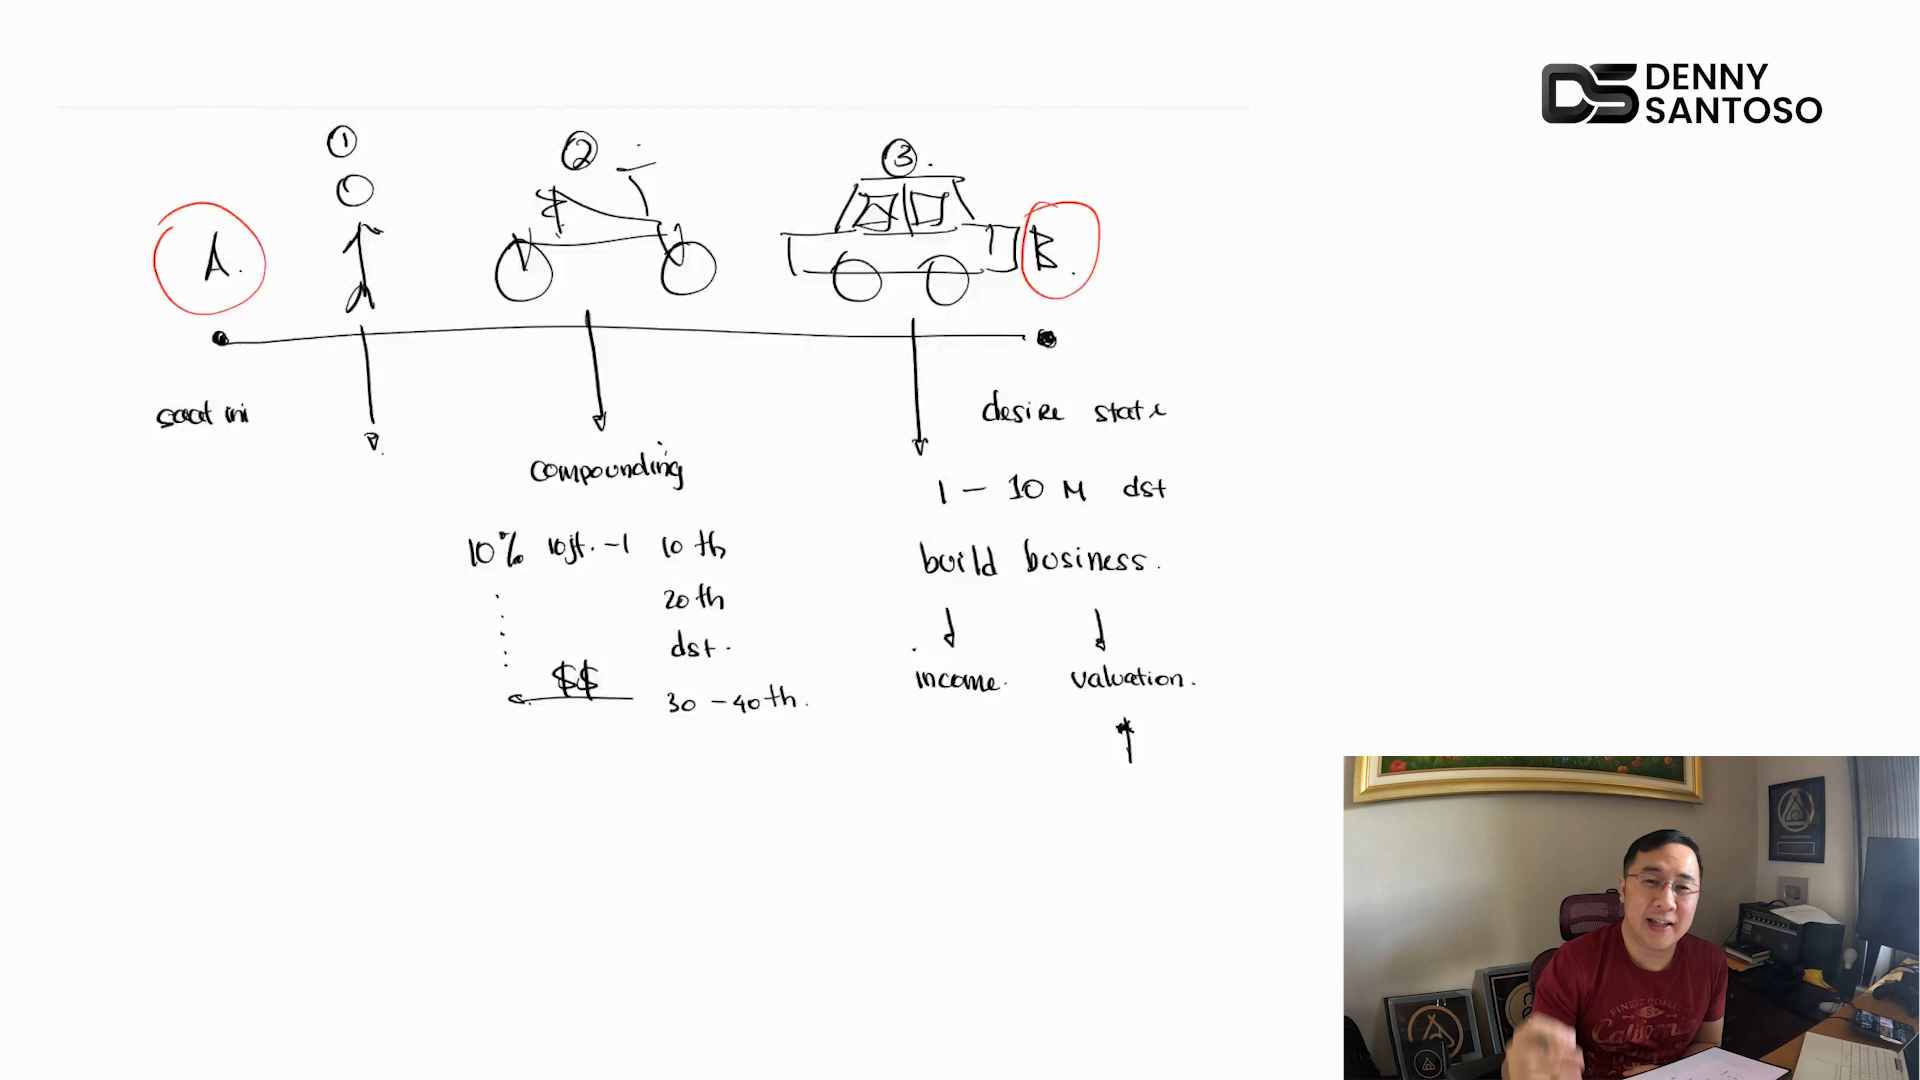 DS DENNY
SANTOSO
1
2
3.
A.
B.
saat ini
desire state
compounding
1 - 10 M dst
10% 10jt. -1 10 th
build business.
20 th
dst.
$$
30 - 40 th.
income.
valuation.